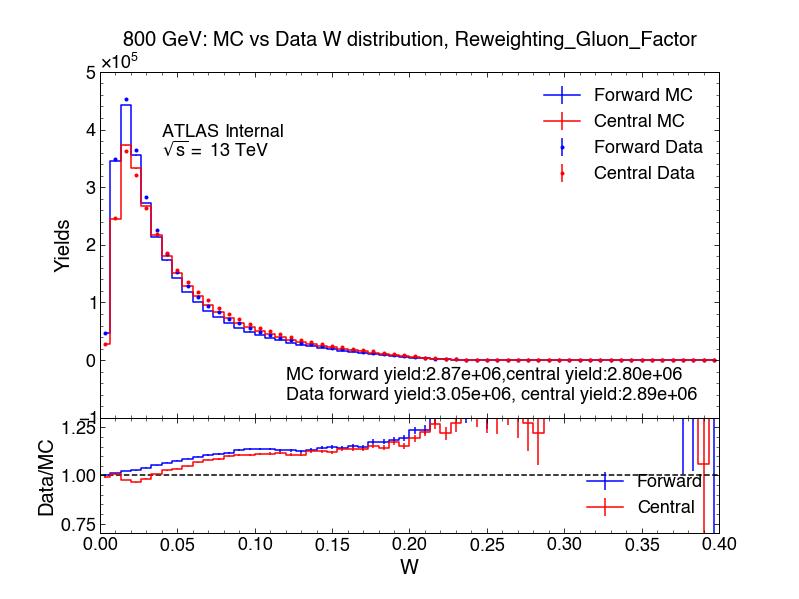 800 GeV: MC vs Data W distribution, Reweighting_Gluon_Factor
×10⁵
5
4
3
2
1
0
−1
Yields
ATLAS Internal
√s = 13 TeV
Forward MC
Central MC
Forward Data
Central Data
MC forward yield:2.87e+06,central yield:2.80e+06
Data forward yield:3.05e+06, central yield:2.89e+06
1.25
1.00
0.75
Data/MC
Forward
Central
0.00 0.05 0.10 0.15 0.20 0.25 0.30 0.35 0.40
W